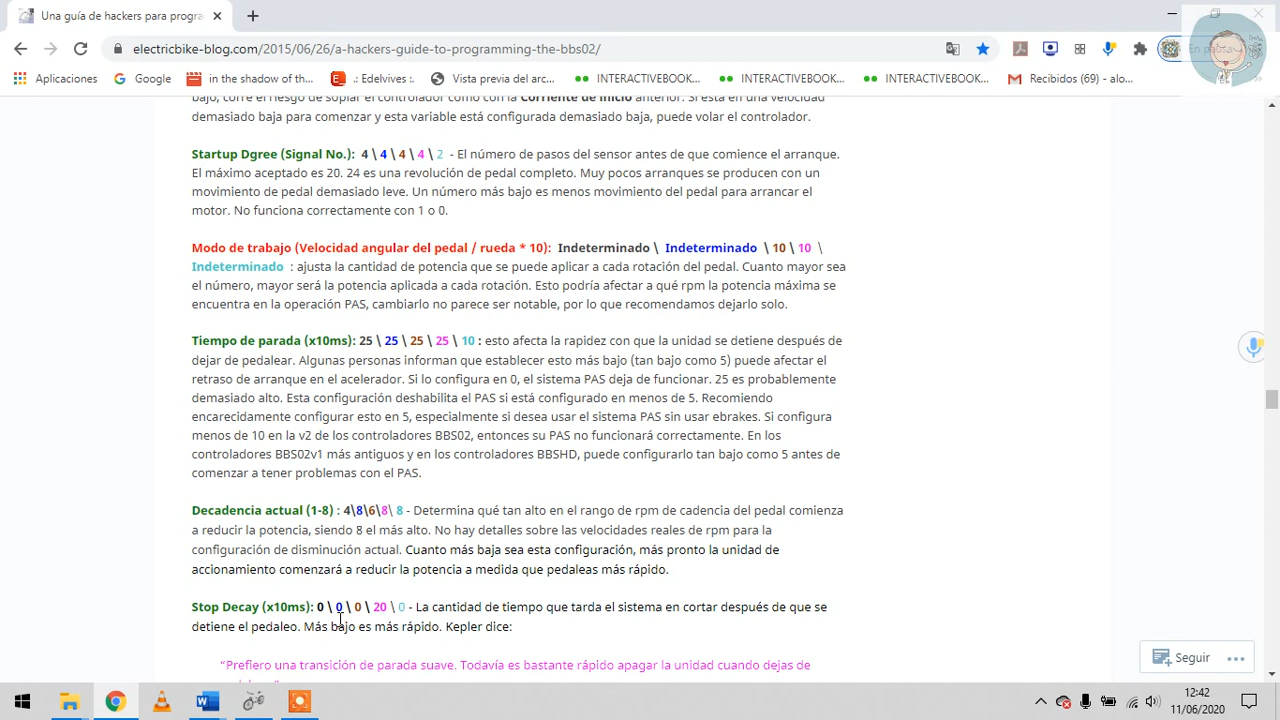 Una guía de hackers para progra
electricbike-blog.com/2015/06/26/a-hackers-guide-to-programming-the-bbs02/
En pausa
Aplicaciones
Google
in the shadow of th...
.: Edelvives :.
Vista previa del arc...
INTERACTIVEBOOK...
INTERACTIVEBOOK...
INTERACTIVEBOOK...
Recibidos (69) - alo...
bajo, corre el riesgo de soplar el controlador como con la Corriente de inicio anterior. Si está en una velocidad
demasiado baja para comenzar y esta variable está configurada demasiado baja, puede volar el controlador.
Startup Dgree (Signal No.): 4 \ 4 \ 4 \ 4 \ 2 - El número de pasos del sensor antes de que comience el arranque.
El máximo aceptado es 20. 24 es una revolución de pedal completo. Muy pocos arranques se producen con un
movimiento de pedal demasiado leve. Un número más bajo es menos movimiento del pedal para arrancar el
motor. No funciona correctamente con 1 o 0.
Modo de trabajo (Velocidad angular del pedal / rueda * 10): Indeterminado \ Indeterminado \ 10 \ 10 \
Indeterminado : ajusta la cantidad de potencia que se puede aplicar a cada rotación del pedal. Cuanto mayor sea
el número, mayor será la potencia aplicada a cada rotación. Esto podría afectar a qué rpm la potencia máxima se
encuentra en la operación PAS, cambiarlo no parece ser notable, por lo que recomendamos dejarlo solo.
Tiempo de parada (x10ms): 25 \ 25 \ 25 \ 25 \ 10 : esto afecta la rapidez con que la unidad se detiene después de
dejar de pedalear. Algunas personas informan que establecer esto más bajo (tan bajo como 5) puede afectar el
retraso de arranque en el acelerador. Si lo configura en 0, el sistema PAS deja de funcionar. 25 es probablemente
demasiado alto. Esta configuración deshabilita el PAS si está configurado en menos de 5. Recomiendo
encarecidamente configurar esto en 5, especialmente si desea usar el sistema PAS sin usar ebrakes. Si configura
menos de 10 en la v2 de los controladores BBS02, entonces su PAS no funcionará correctamente. En los
controladores BBS02v1 más antiguos y en los controladores BBSHD, puede configurarlo tan bajo como 5 antes de
comenzar a tener problemas con el PAS.
Decadencia actual (1-8) : 4\8\6\8\ 8 - Determina qué tan alto en el rango de rpm de cadencia del pedal comienza
a reducir la potencia, siendo 8 el más alto. No hay detalles sobre las velocidades reales de rpm para la
configuración de disminución actual. Cuanto más baja sea esta configuración, más pronto la unidad de
accionamiento comenzará a reducir la potencia a medida que pedaleas más rápido.
Stop Decay (x10ms): 0 \ 0 \ 0 \ 20 \ 0 - La cantidad de tiempo que tarda el sistema en cortar después de que se
detiene el pedaleo. Más bajo es más rápido. Kepler dice:
“Prefiero una transición de parada suave. Todavía es bastante rápido apagar la unidad cuando dejas de
Seguir
12:42
11/06/2020